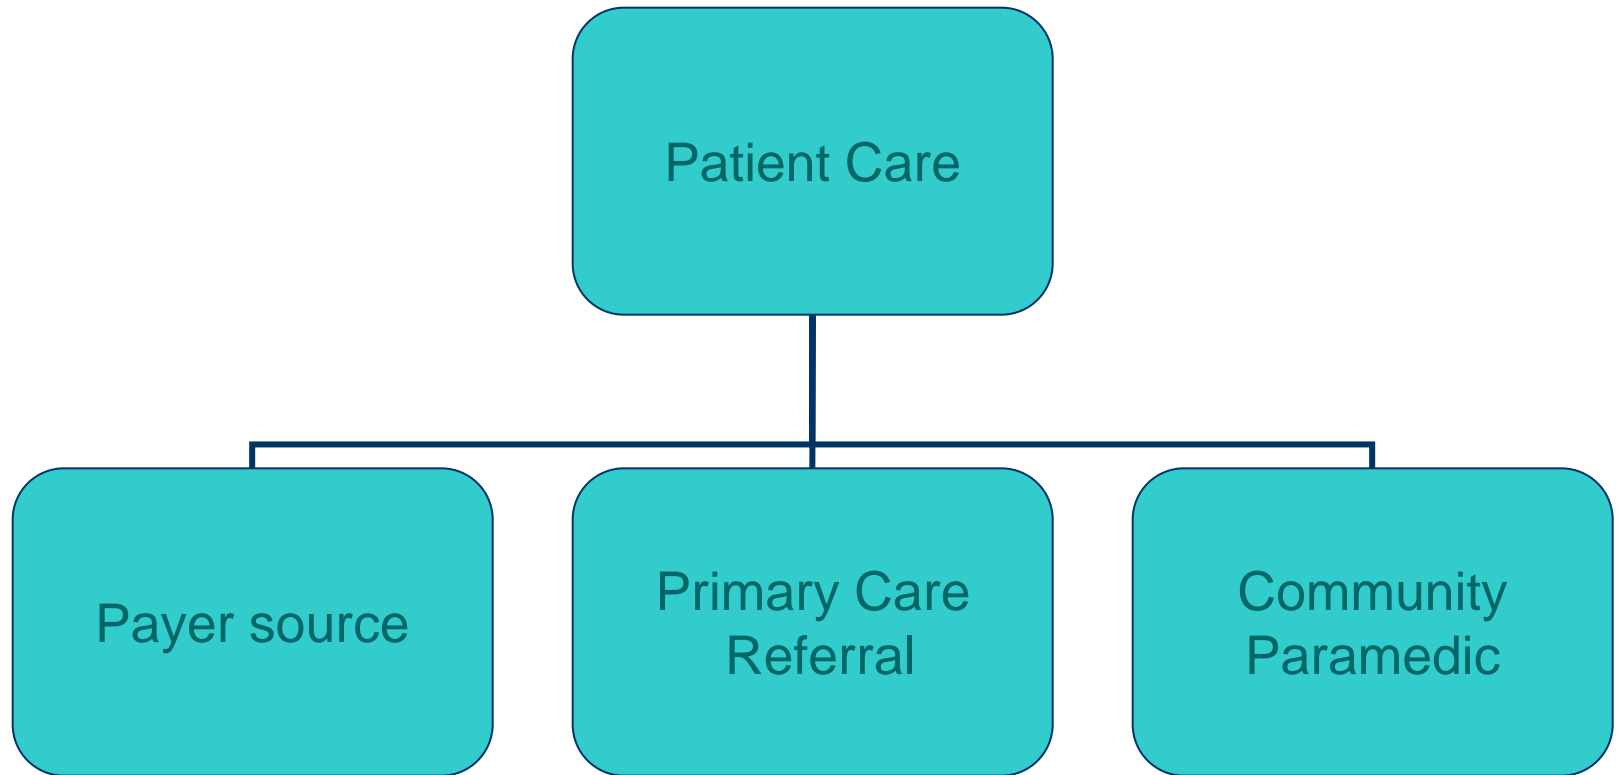 Patient Care
Payer source
Primary Care
Referral
Community
Paramedic